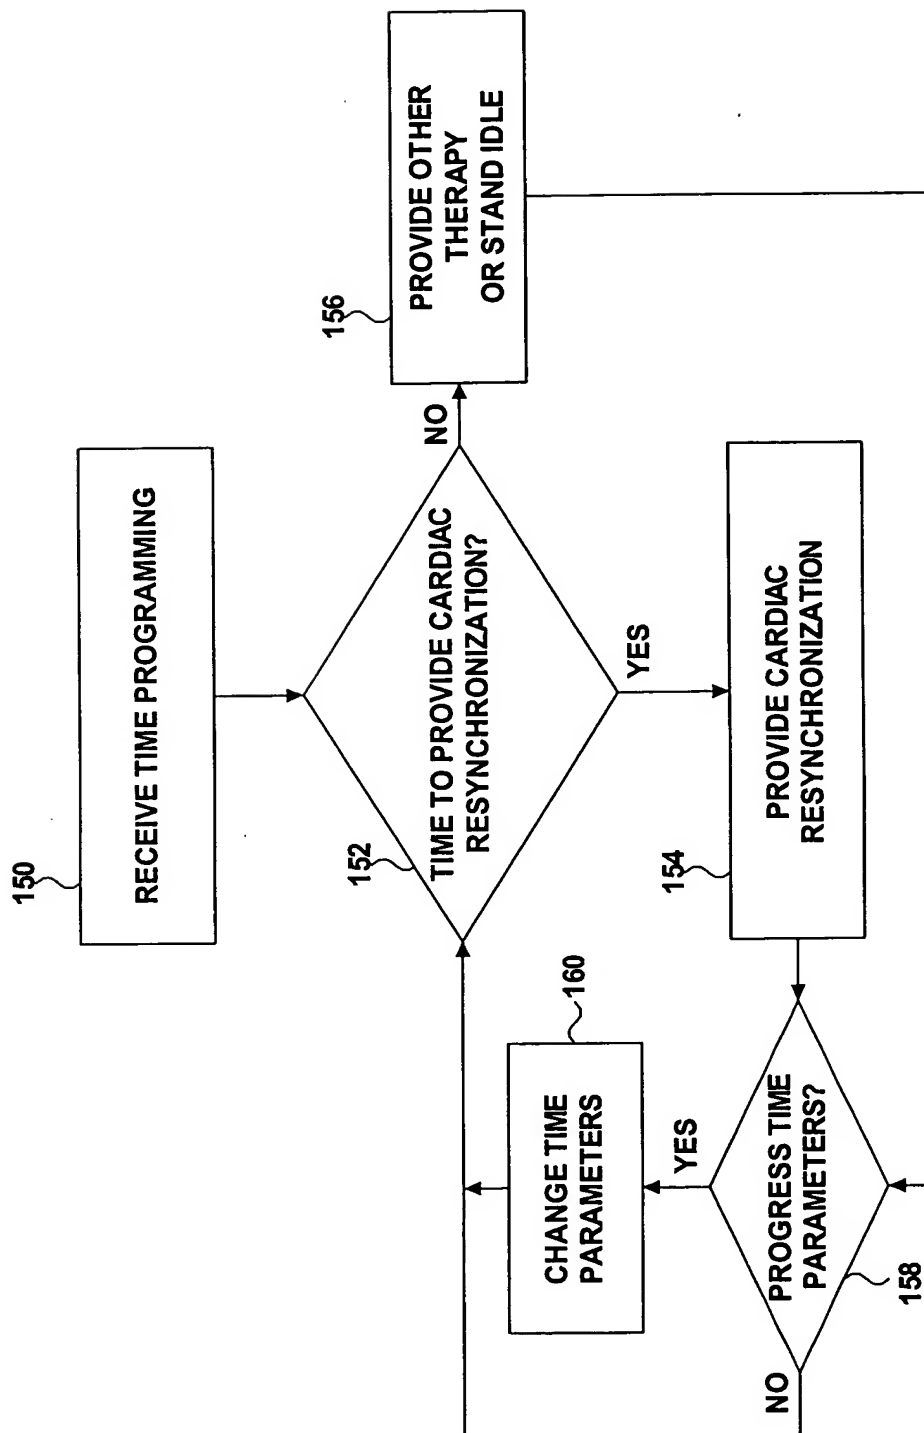 150
RECEIVE TIME PROGRAMMING
152
TIME TO PROVIDE CARDIAC
RESYNCHRONIZATION?
NO
156
PROVIDE OTHER
THERAPY
OR STAND IDLE
YES
154
PROVIDE CARDIAC
RESYNCHRONIZATION
160
CHANGE TIME
PARAMETERS
YES
PROGRESS TIME
PARAMETERS?
158
NO